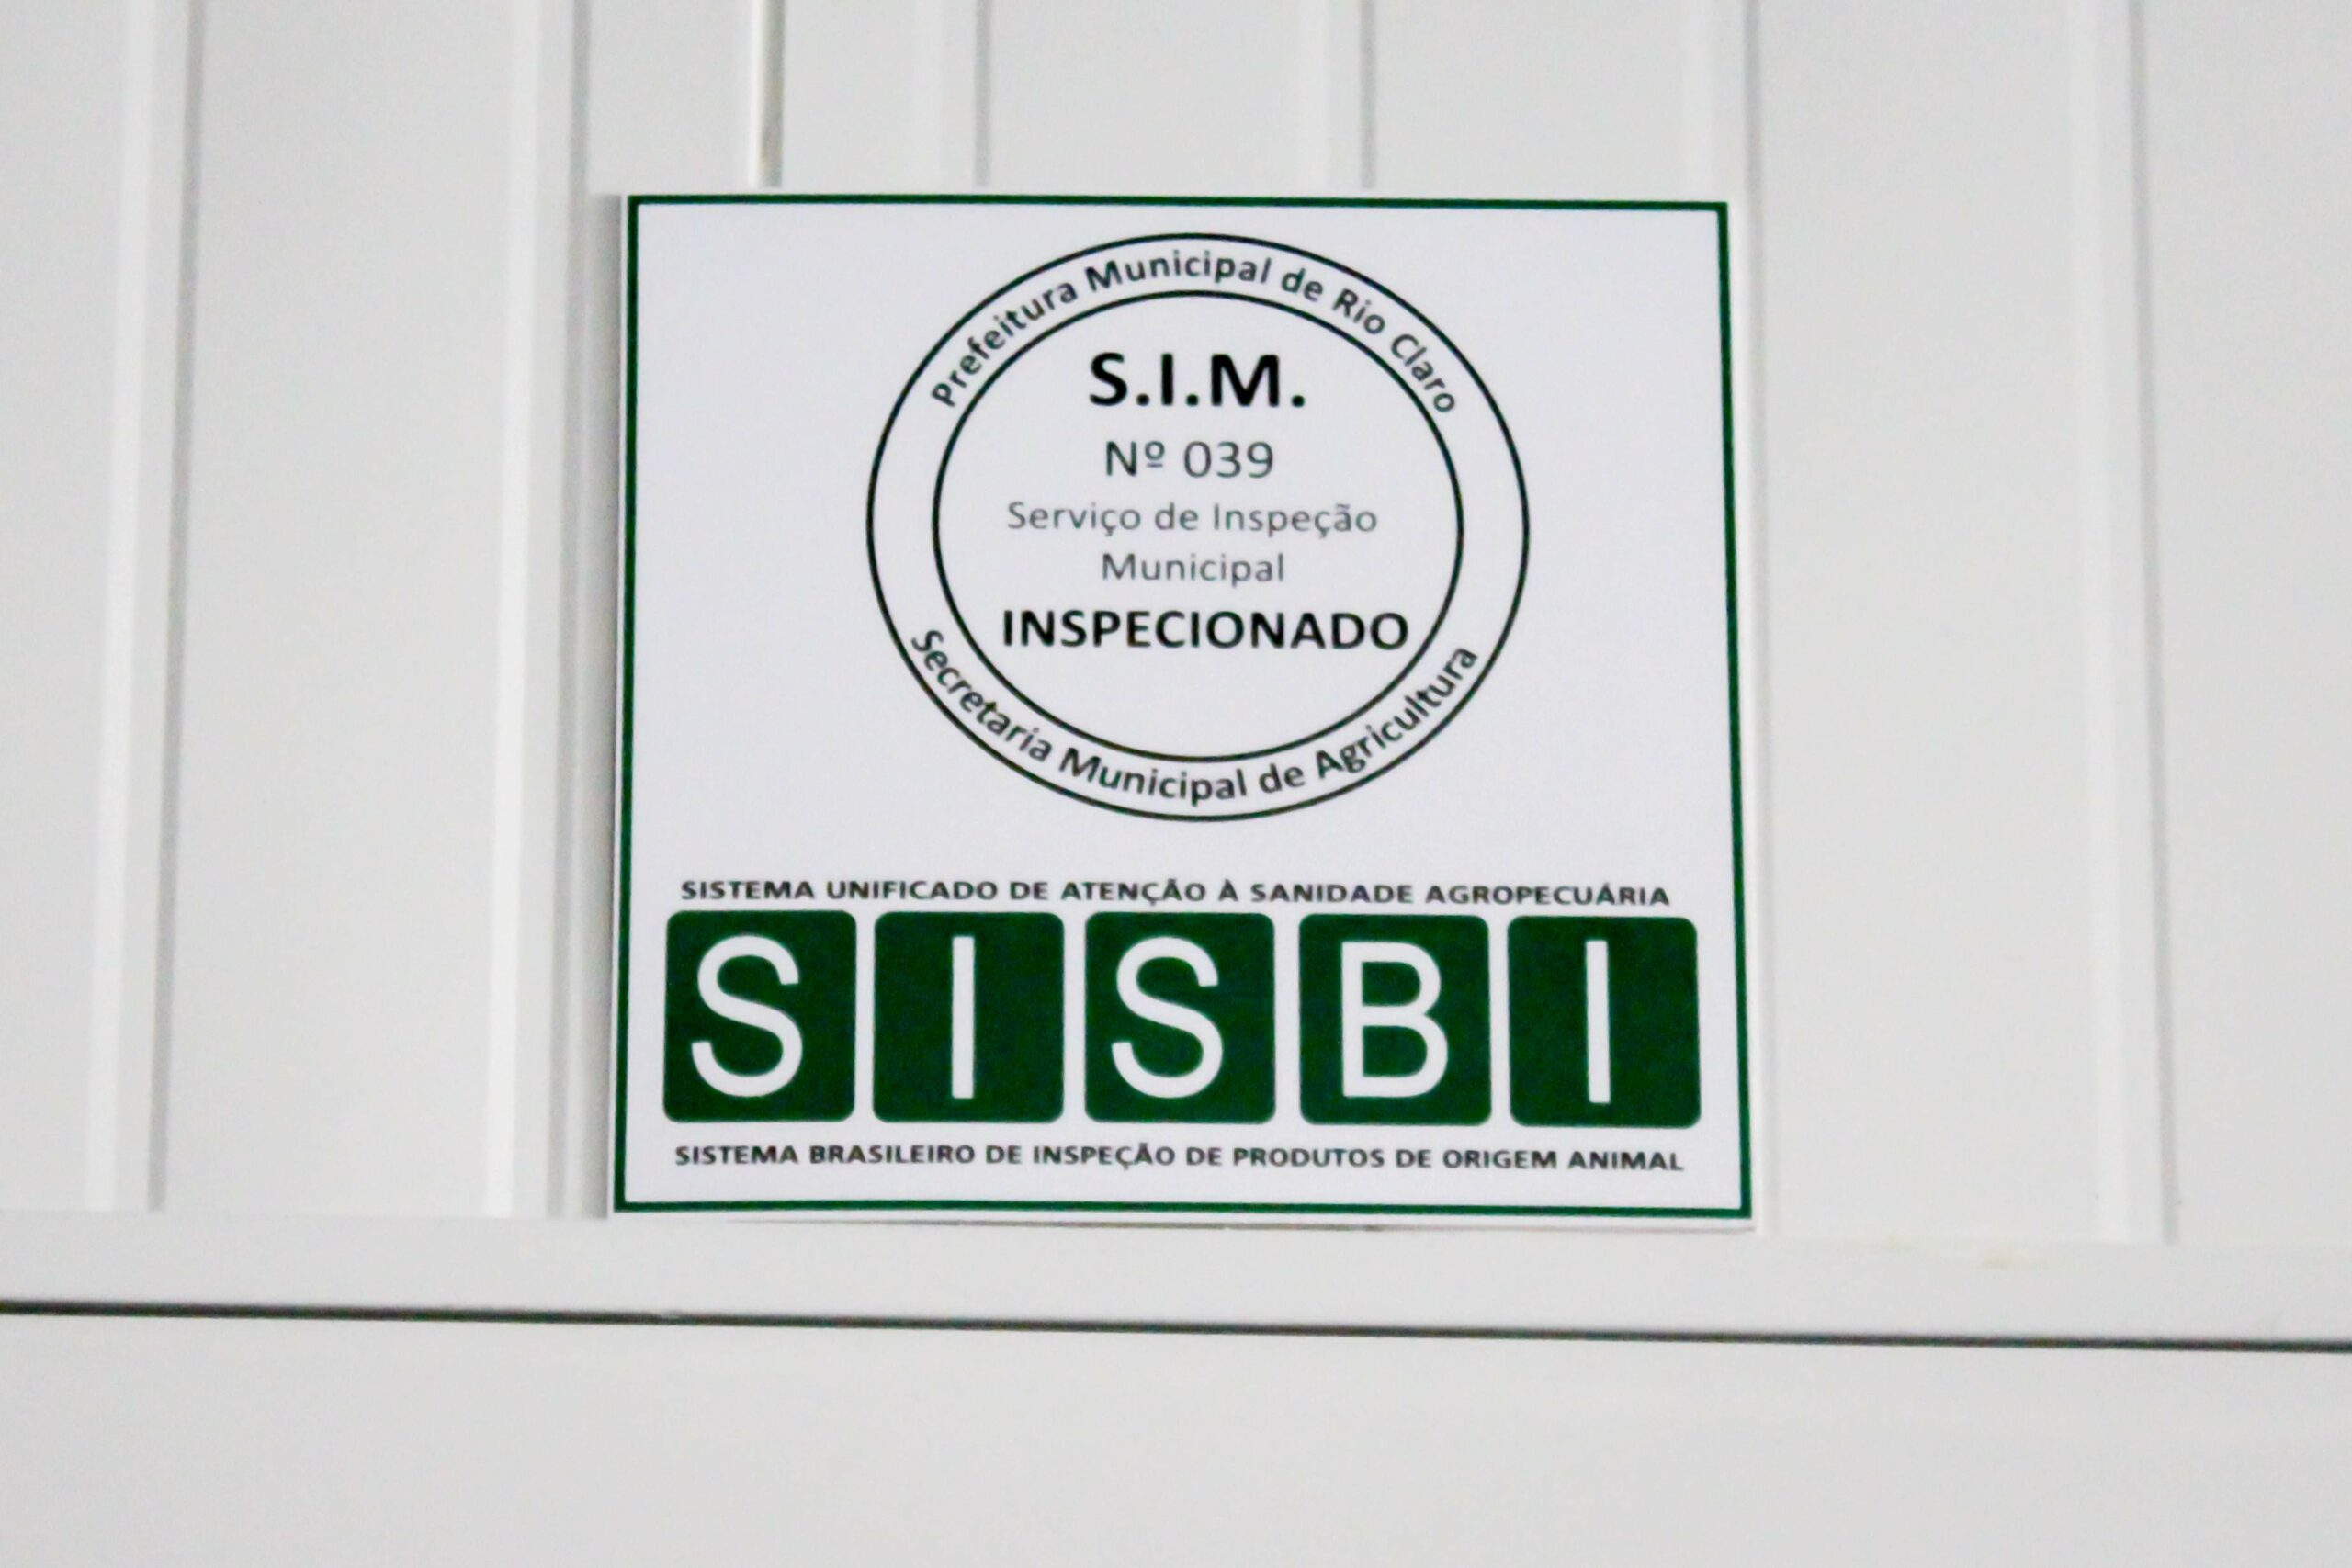 Prefeitura Municipal de Rio Claro
S.I.M.
Nº 039
Serviço de Inspeção
Municipal
INSPECIONADO
Secretaria Municipal de Agricultura
SISTEMA UNIFICADO DE ATENÇÃO À SANIDADE AGROPECUÁRIA
SISBI
SISTEMA BRASILEIRO DE INSPEÇÃO DE PRODUTOS DE ORIGEM ANIMAL